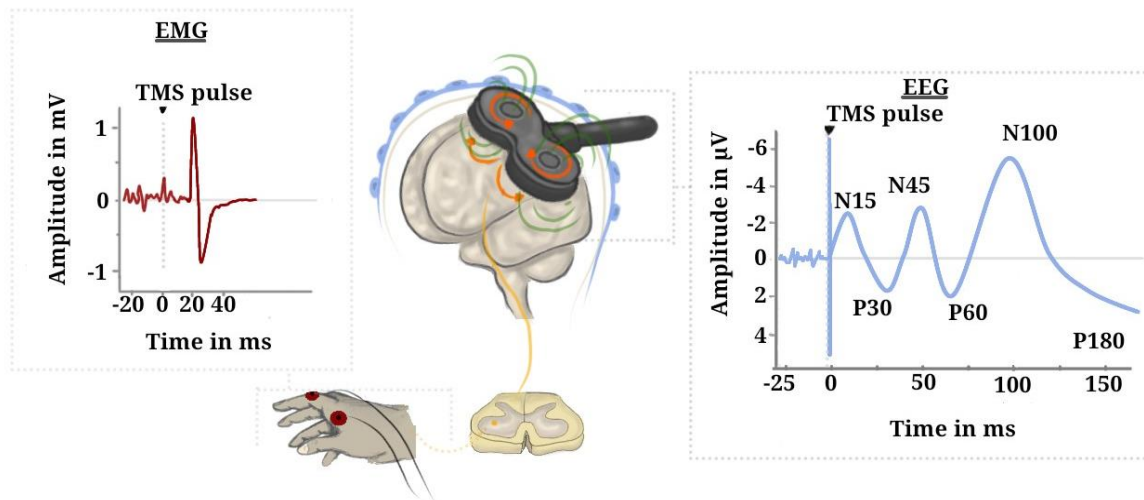 EMG
TMS pulse
Amplitude in mV
1
0
-1
-20 0 20 40
Time in ms
EEG
TMS pulse
Amplitude in µV
-6
-4
-2
0
2
4
N15
N45
N100
P30
P60
P180
-25 0 50 100 150
Time in ms